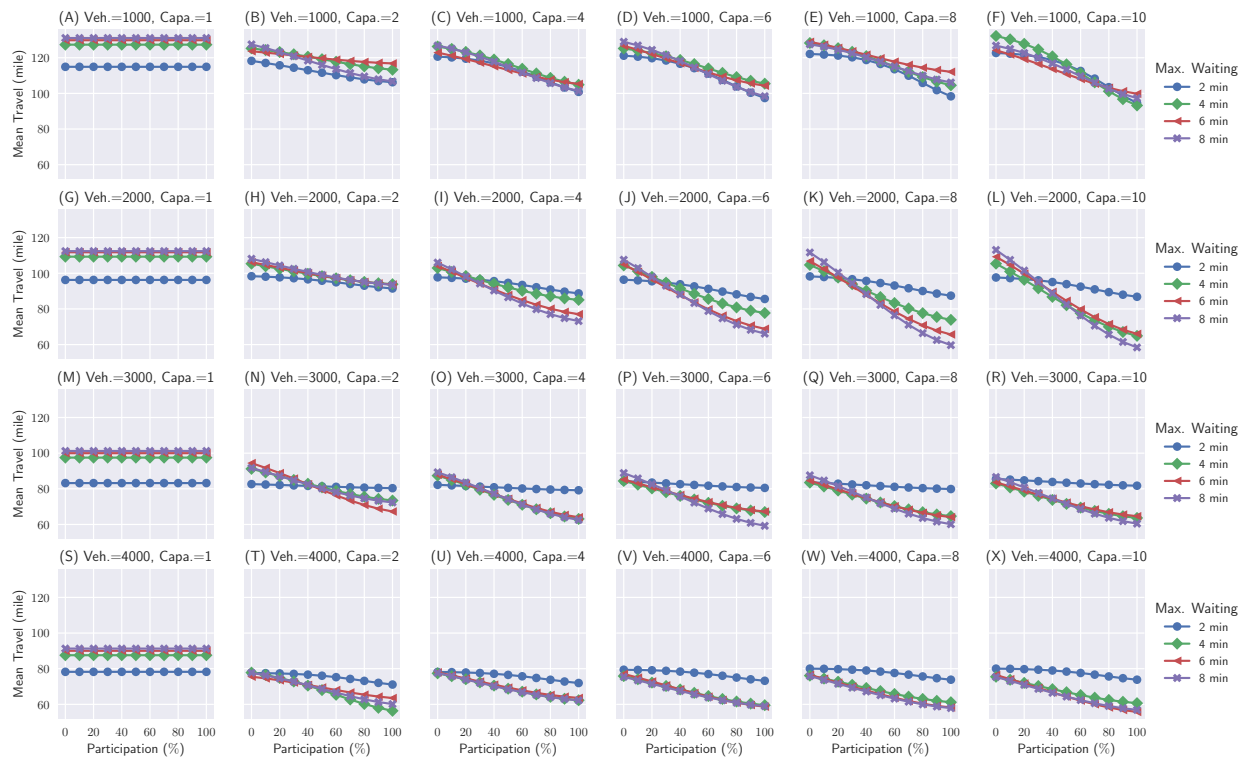 (A) Veh.=1000, Capa.=1 (B) Veh.=1000, Capa.=2 (C) Veh.=1000, Capa.=4 (D) Veh.=1000, Capa.=6 (E) Veh.=1000, Capa.=8 (F) Veh.=1000, Capa.=10
Mean Travel (mile)
120
100
80
60
Max. Waiting
2 min
4 min
6 min
8 min
(G) Veh.=2000, Capa.=1 (H) Veh.=2000, Capa.=2 (I) Veh.=2000, Capa.=4 (J) Veh.=2000, Capa.=6 (K) Veh.=2000, Capa.=8 (L) Veh.=2000, Capa.=10
Mean Travel (mile)
120
100
80
60
Max. Waiting
2 min
4 min
6 min
8 min
(M) Veh.=3000, Capa.=1 (N) Veh.=3000, Capa.=2 (O) Veh.=3000, Capa.=4 (P) Veh.=3000, Capa.=6 (Q) Veh.=3000, Capa.=8 (R) Veh.=3000, Capa.=10
Mean Travel (mile)
120
100
80
60
Max. Waiting
2 min
4 min
6 min
8 min
(S) Veh.=4000, Capa.=1 (T) Veh.=4000, Capa.=2 (U) Veh.=4000, Capa.=4 (V) Veh.=4000, Capa.=6 (W) Veh.=4000, Capa.=8 (X) Veh.=4000, Capa.=10
Mean Travel (mile)
120
100
80
60
Max. Waiting
2 min
4 min
6 min
8 min
0 20 40 60 80 100 0 20 40 60 80 100 0 20 40 60 80 100 0 20 40 60 80 100 0 20 40 60 80 100 0 20 40 60 80 100
Participation (%) Participation (%) Participation (%) Participation (%) Participation (%) Participation (%)